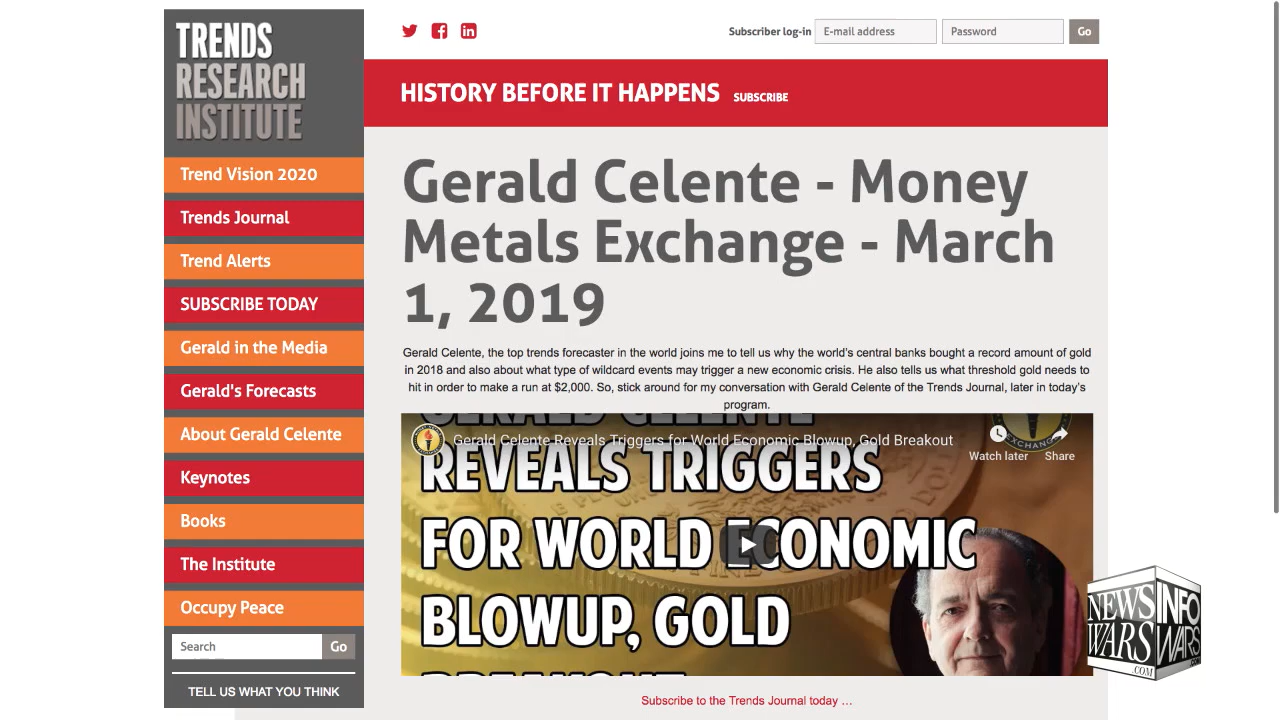 TRENDS
RESEARCH
INSTITUTE
Trend Vision 2020
Trends Journal
Trend Alerts
SUBSCRIBE TODAY
Gerald in the Media
Gerald's Forecasts
About Gerald Celente
Keynotes
Books
The Institute
Occupy Peace
Search Go
TELL US WHAT YOU THINK
Subscriber log-in E-mail address Password Go
HISTORY BEFORE IT HAPPENS SUBSCRIBE
Gerald Celente - Money
Metals Exchange - March
1, 2019
Gerald Celente, the top trends forecaster in the world joins me to tell us why the world's central banks bought a record amount of gold
in 2018 and also about what type of wildcard events may trigger a new economic crisis. He also tells us what threshold gold needs to
hit in order to make a run at $2,000. So, stick around for my conversation with Gerald Celente of the Trends Journal, later in today's
program.
GERALD CELENTE
Gerald Celente Reveals Triggers for World Economic Blowup, Gold Breakout
Watch later Share
EXCHANGE
REVEALS TRIGGERS
FOR WORLD ECONOMIC
BLOWUP, GOLD
BREAKOUT
Subscribe to the Trends Journal today …
NEWS
WARS
.COM
INFO
WARS